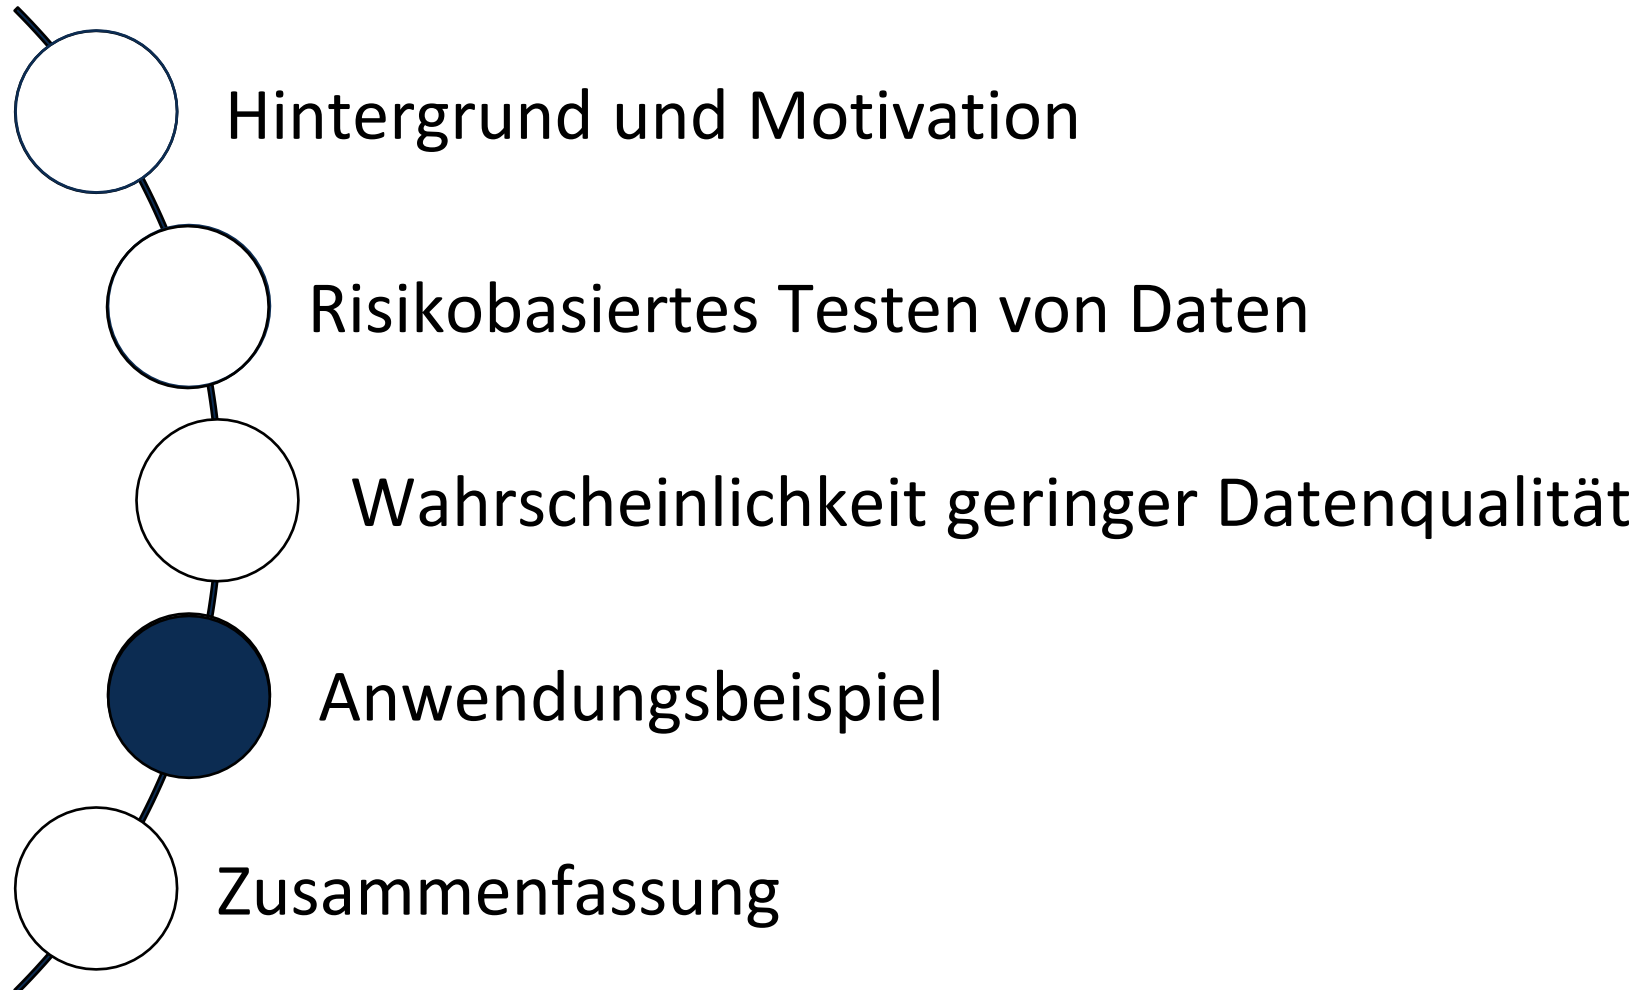 Hintergrund und Motivation
Risikobasiertes Testen von Daten
Wahrscheinlichkeit geringer Datenqualität
Anwendungsbeispiel
Zusammenfassung